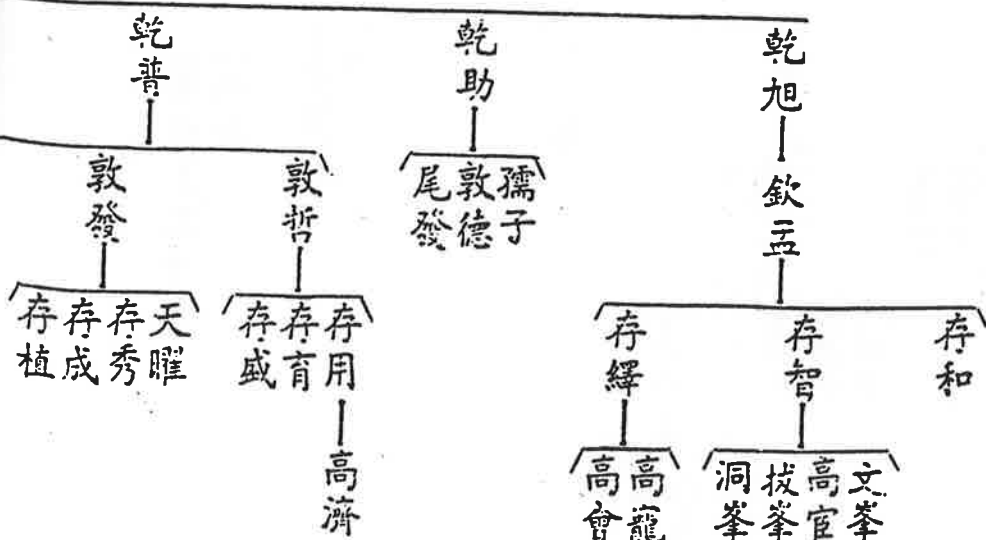 乾旭
乾助
乾普
欽孟
孺子
敦德
尾發
敦哲
敦發
存和
存智
存繹
存用
存育
存盛
天曜
存秀
存成
存植
文峯
高宦
拔峯
洞峯
高寵
高會
高濟